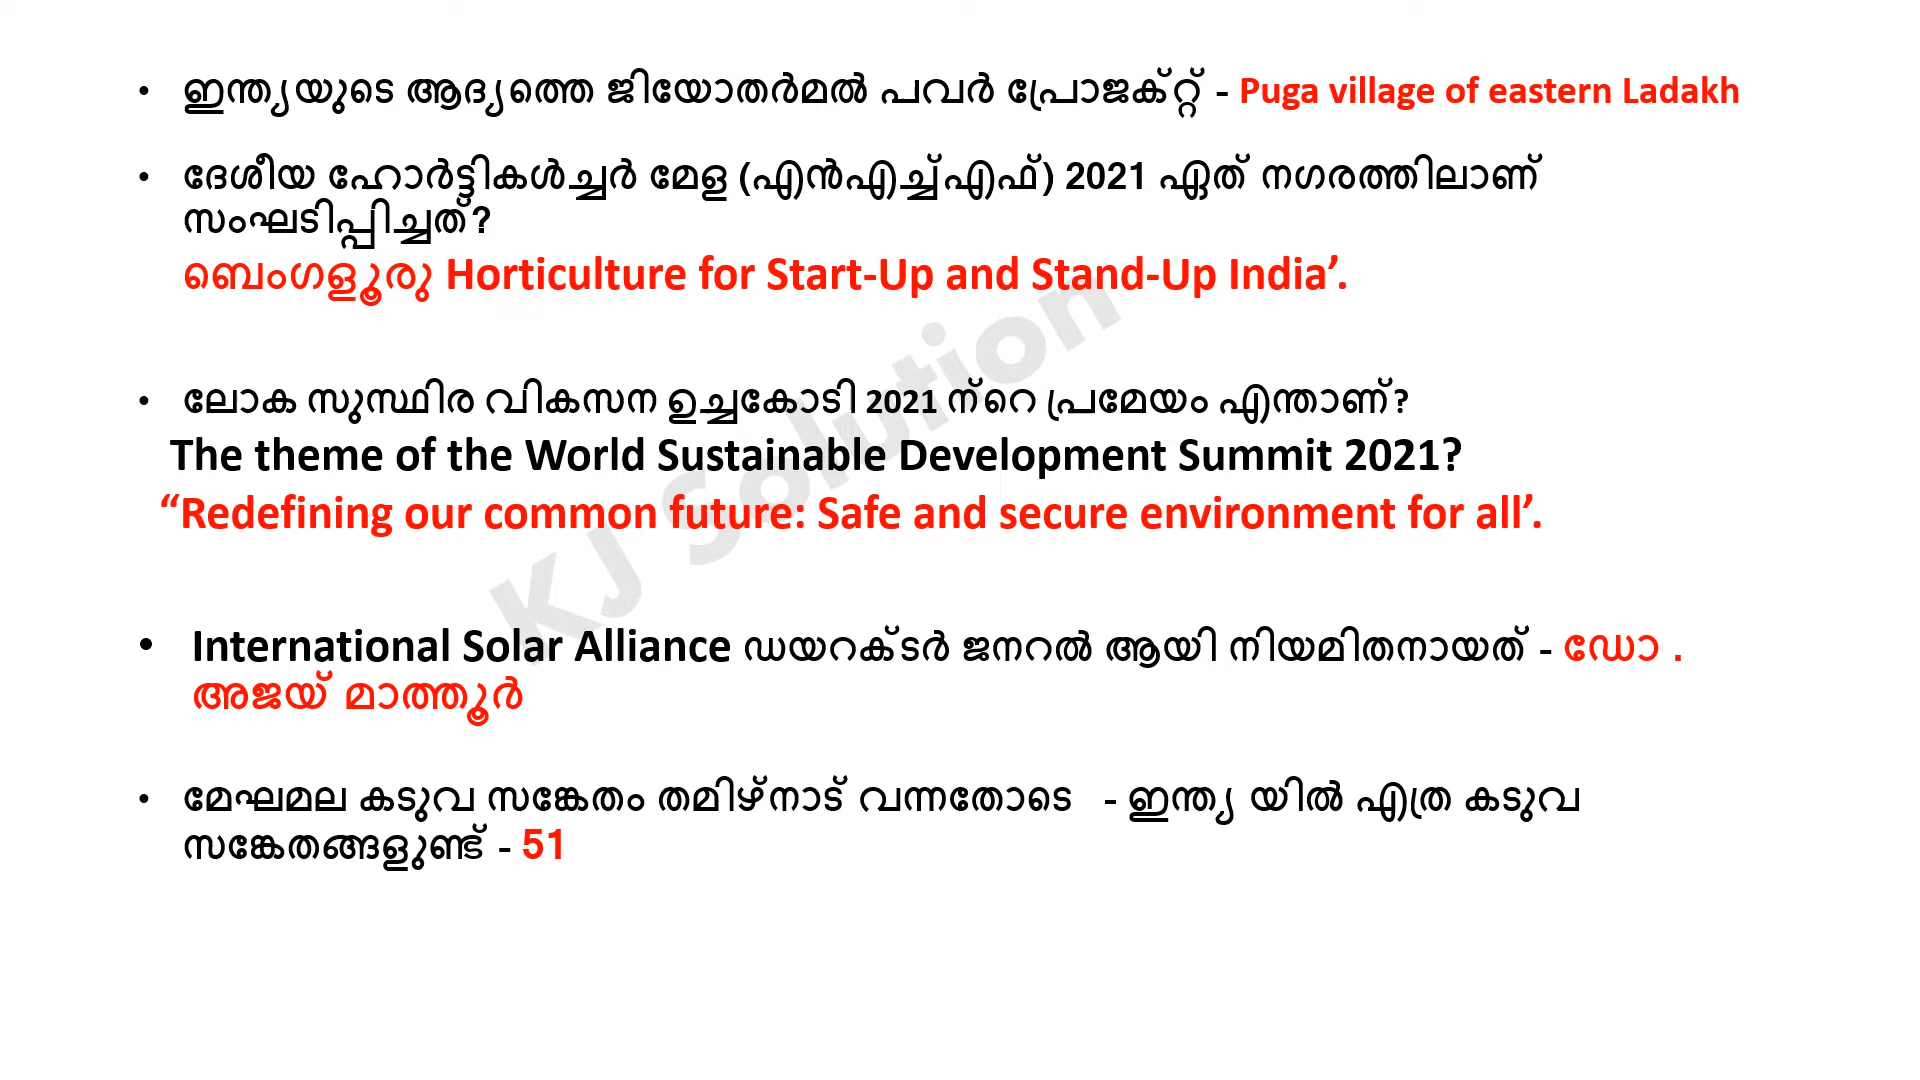 • ഇന്ത്യയുടെ ആദ്യത്തെ ജിയോതർമൽ പവർ പ്രോജക്റ്റ് - Puga village of eastern Ladakh
• ദേശീയ ഹോർട്ടികൾച്ചർ മേള (എൻഎച്ച്എഫ്) 2021 ഏത് നഗരത്തിലാണ്
സംഘടിപ്പിച്ചത്?
ബെംഗളൂരു Horticulture for Start-Up and Stand-Up India’.
• ലോക സുസ്ഥിര വികസന ഉച്ചകോടി 2021 ന്റെ പ്രമേയം എന്താണ്?
The theme of the World Sustainable Development Summit 2021?
“Redefining our common future: Safe and secure environment for all’.
• International Solar Alliance ഡയറക്ടർ ജനറൽ ആയി നിയമിതനായത് - ഡോ .
അജയ് മാത്തൂർ
• മേഘമല കടുവ സങ്കേതം തമിഴ്നാട് വന്നതോടെ - ഇന്ത്യ യിൽ എത്ര കടുവ
സങ്കേതങ്ങളുണ്ട് - 51
KJ Solution